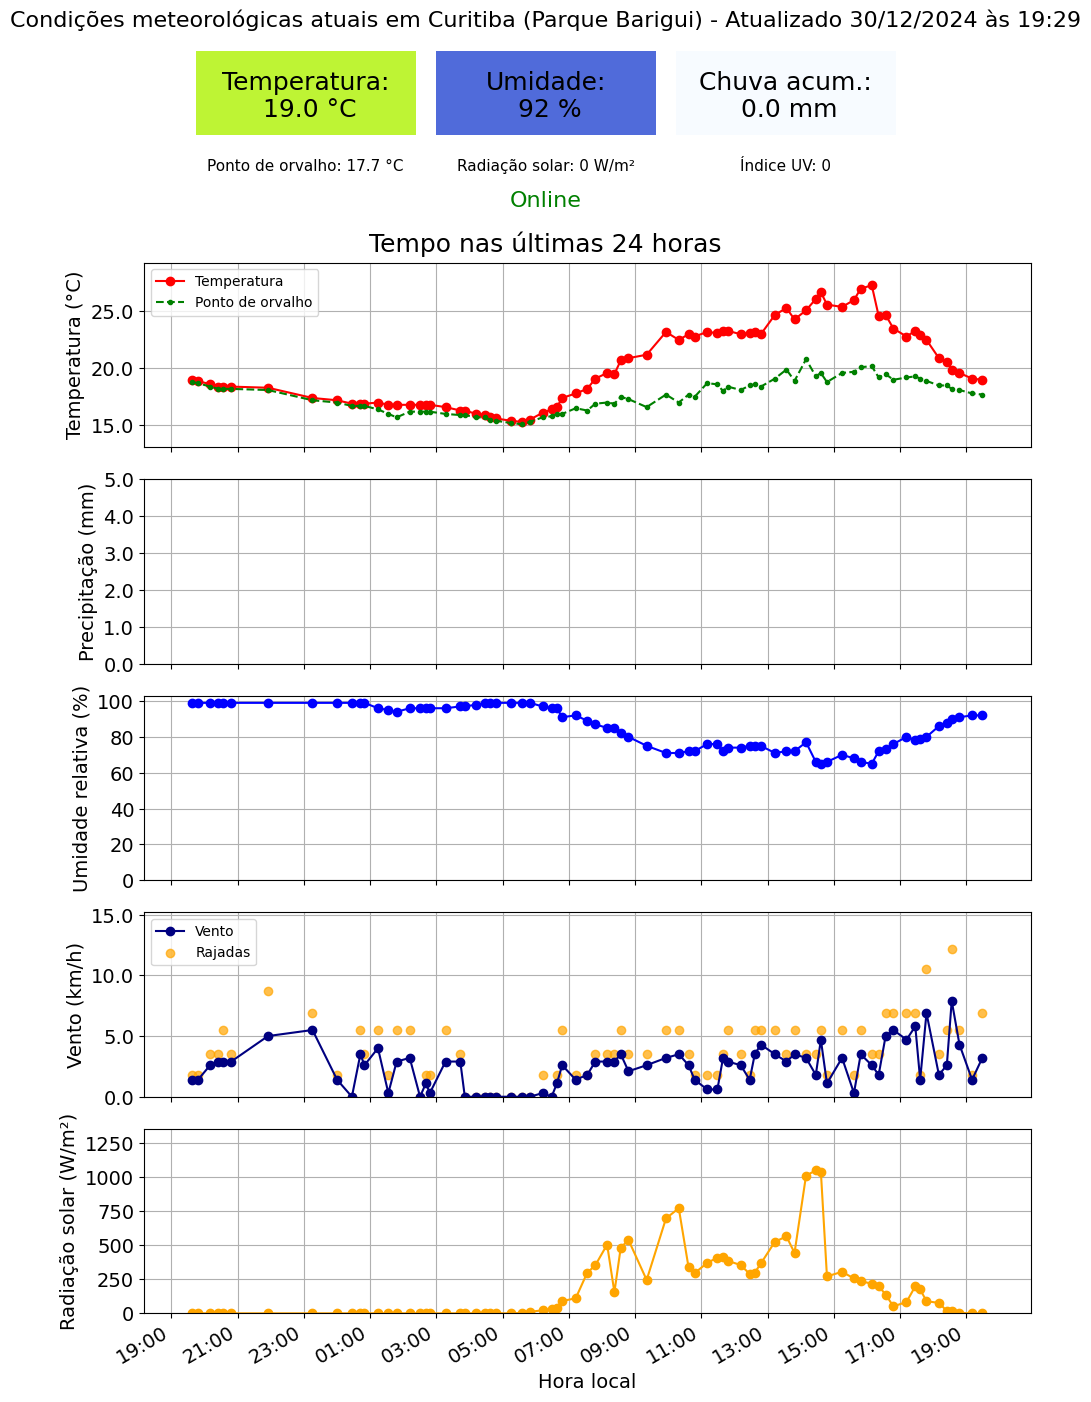 Condições meteorológicas atuais em Curitiba (Parque Barigui) - Atualizado 30/12/2024 às 19:29
Temperatura:
19.0 °C
Umidade:
92 %
Chuva acum.:
0.0 mm
Ponto de orvalho: 17.7 °C
Radiação solar: 0 W/m²
Índice UV: 0
Online
Tempo nas últimas 24 horas
Temperatura (°C)
25.0
20.0
15.0
Temperatura
Ponto de orvalho
Precipitação (mm)
5.0
4.0
3.0
2.0
1.0
0.0
Umidade relativa (%)
100
80
60
40
20
0
Vento (km/h)
15.0
10.0
5.0
0.0
Vento
Rajadas
Radiação solar (W/m²)
1250
1000
750
500
250
0
19:00
21:00
23:00
01:00
03:00
05:00
07:00
09:00
11:00
13:00
15:00
17:00
19:00
Hora local